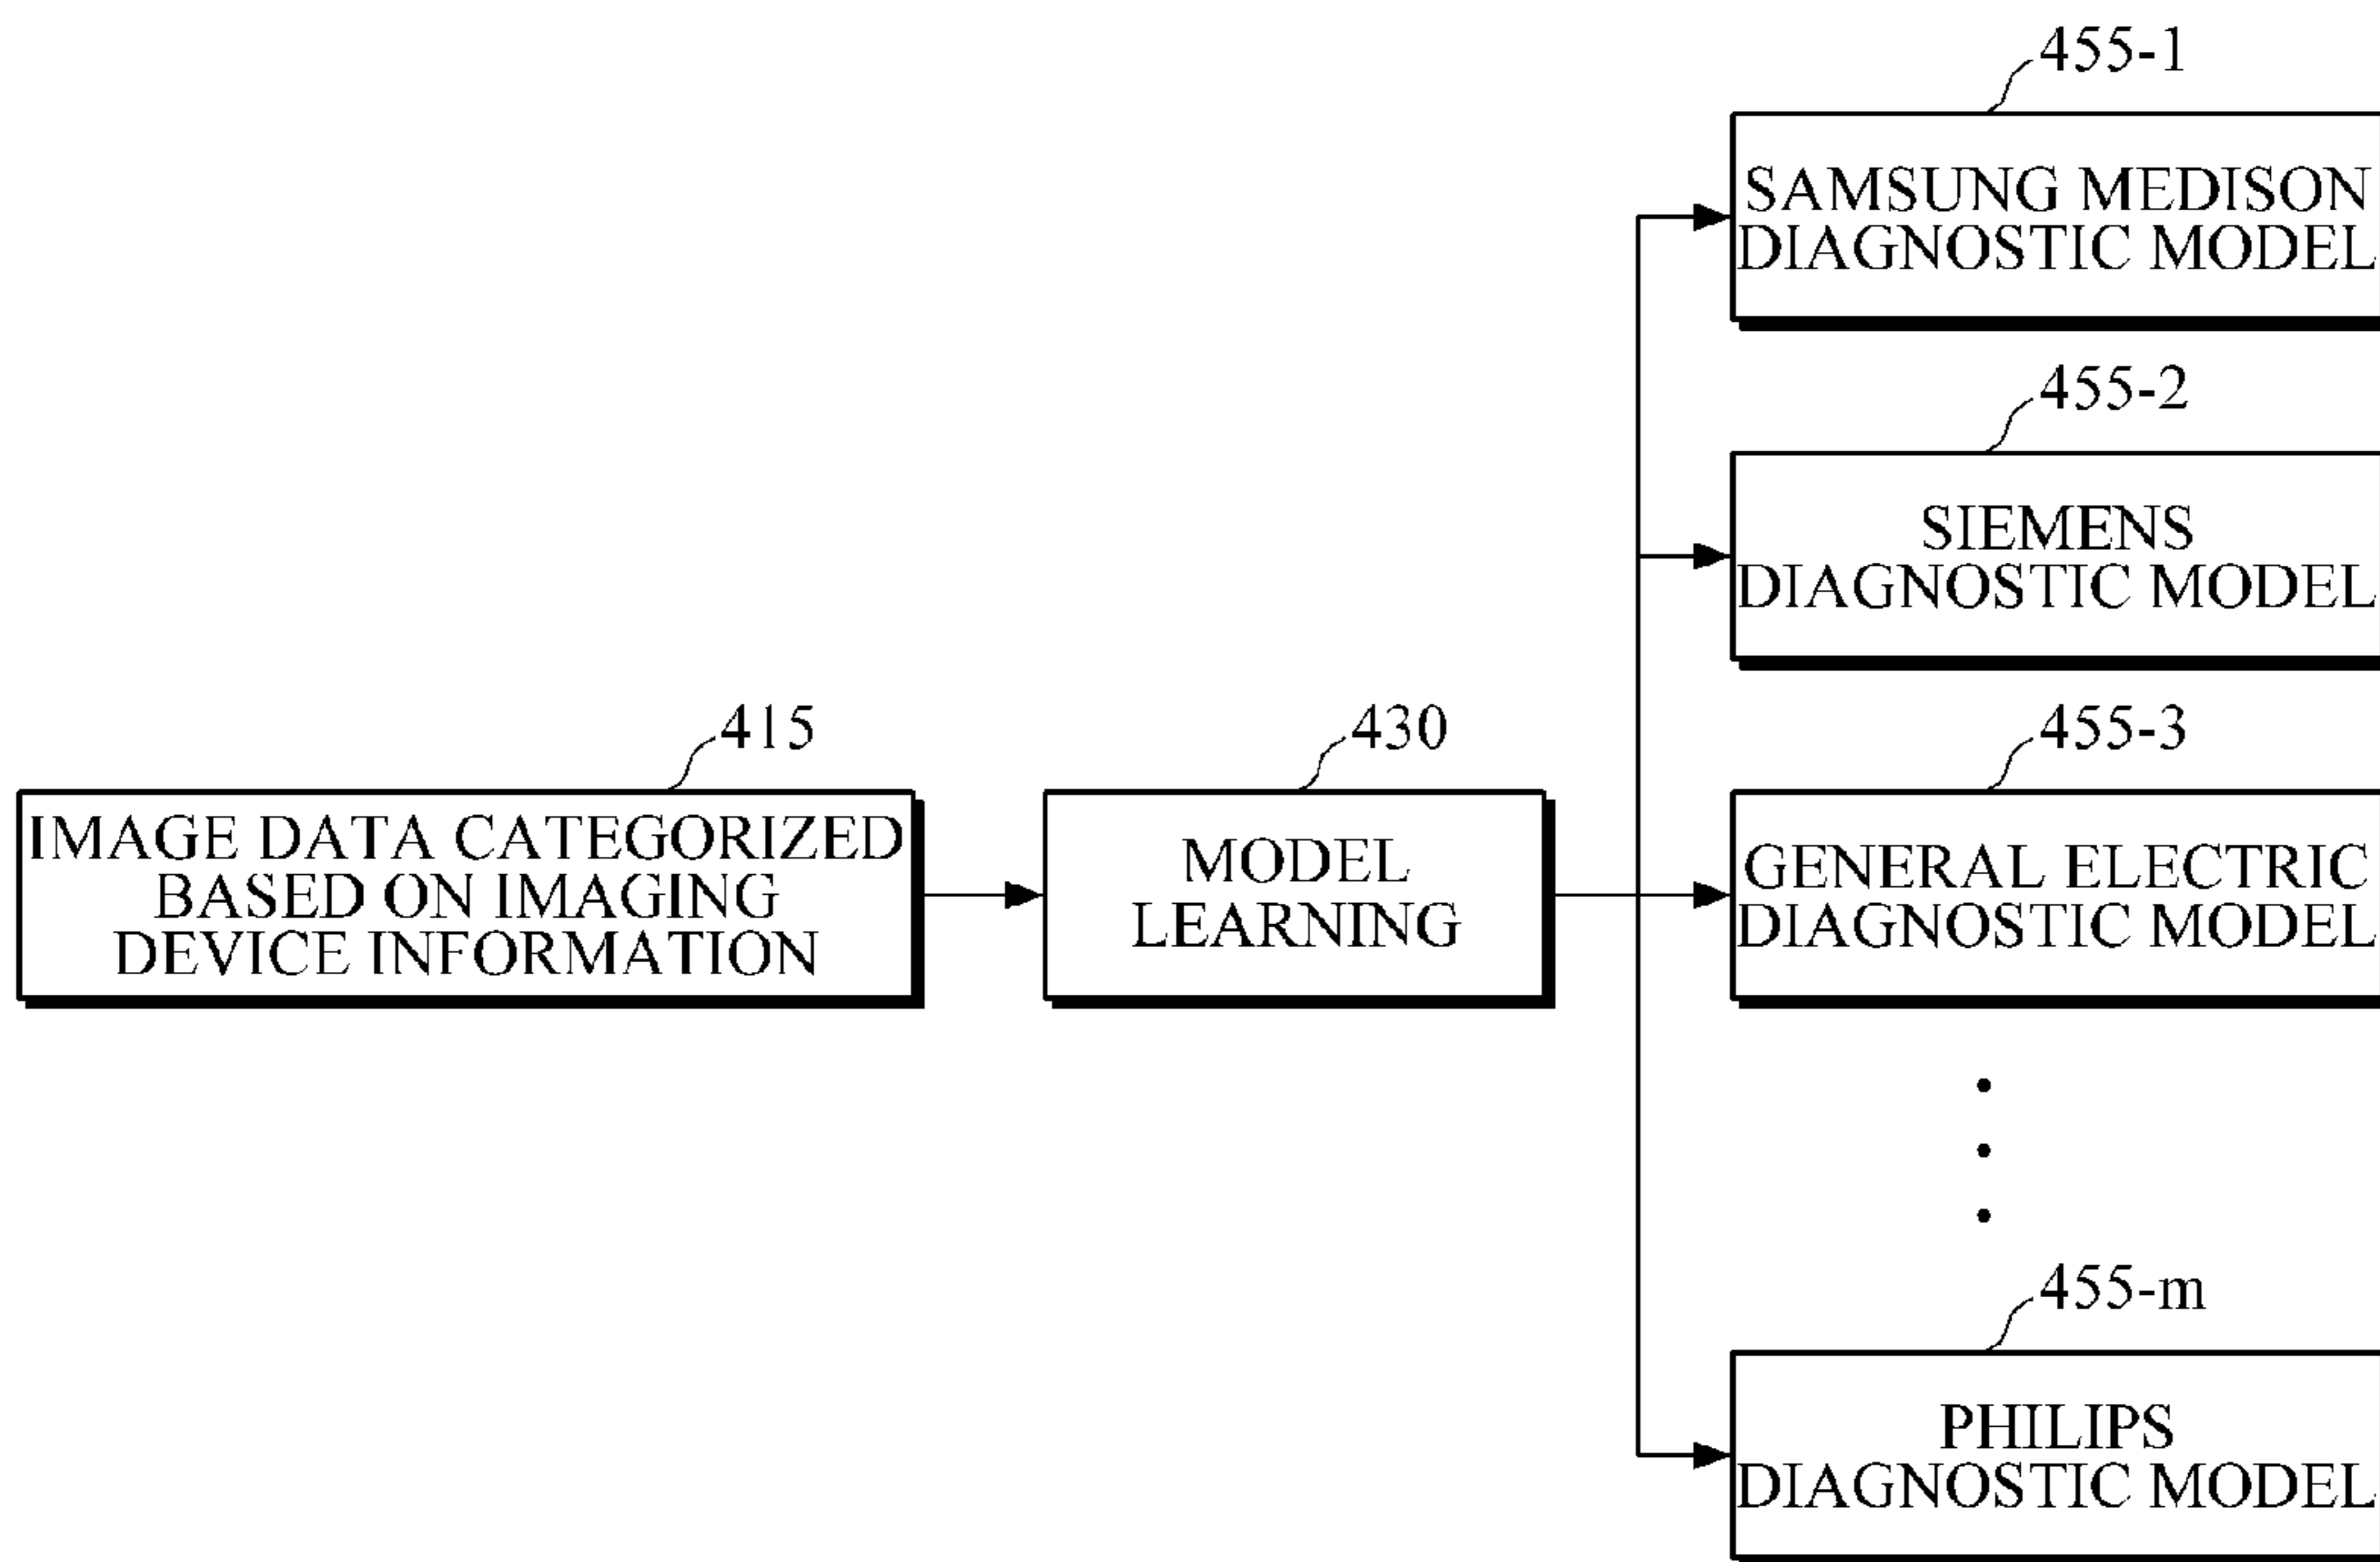 455-1
SAMSUNG MEDISON
DIAGNOSTIC MODEL
455-2
SIEMENS
DIAGNOSTIC MODEL
415
IMAGE DATA CATEGORIZED
BASED ON IMAGING
DEVICE INFORMATION
430
MODEL
LEARNING
455-3
GENERAL ELECTRIC
DIAGNOSTIC MODEL
455-m
PHILIPS
DIAGNOSTIC MODEL